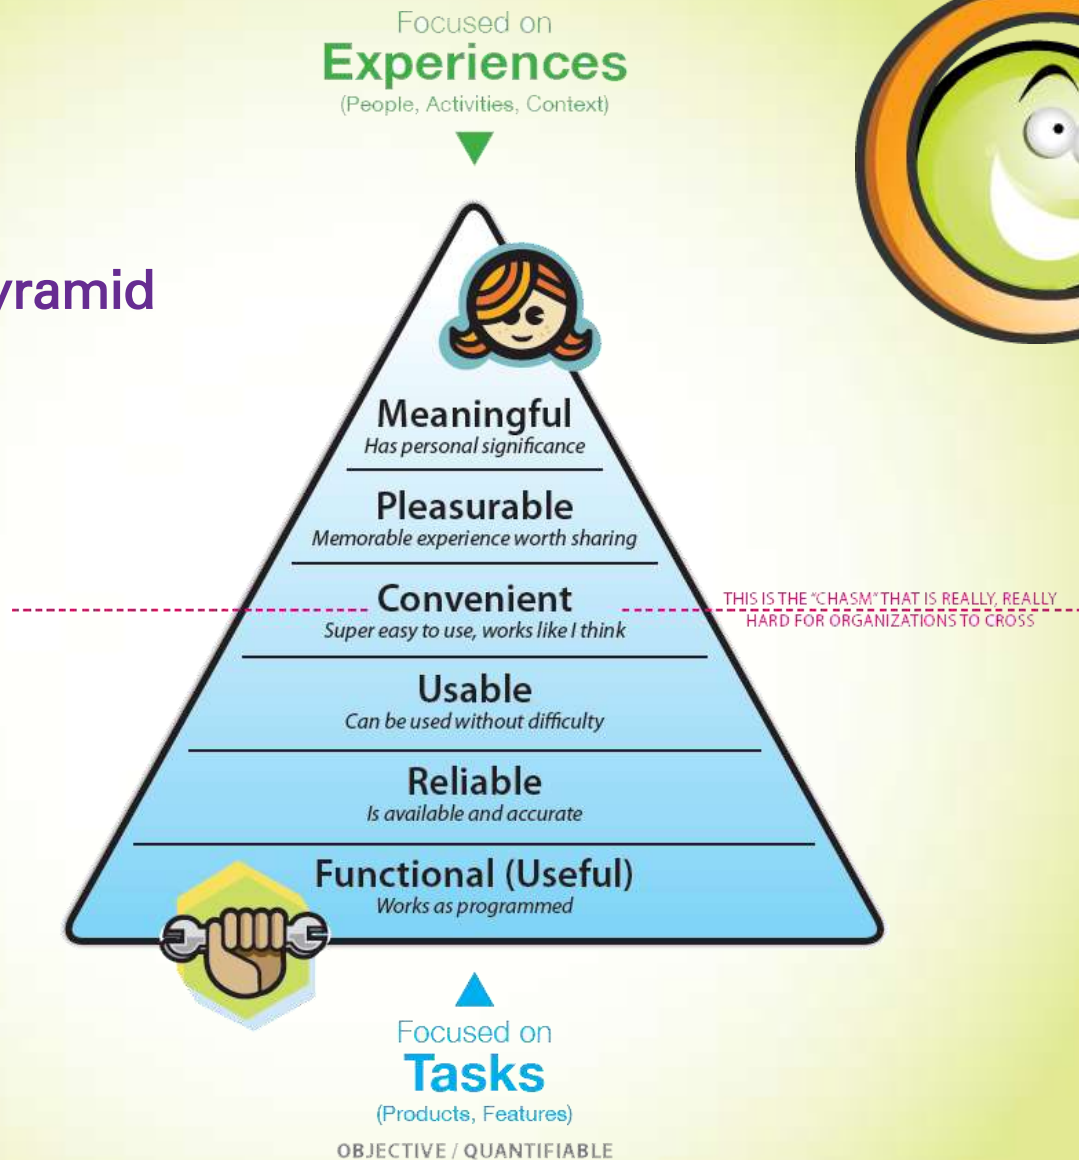 Focused on
Experiences
(People, Activities, Context)
yramid
Meaningful
Has personal significance
Pleasurable
Memorable experience worth sharing
Convenient
Super easy to use, works like I think
THIS IS THE “CHASM” THAT IS REALLY, REALLY
HARD FOR ORGANIZATIONS TO CROSS
Usable
Can be used without difficulty
Reliable
Is available and accurate
Functional (Useful)
Works as programmed
Focused on
Tasks
(Products, Features)
OBJECTIVE / QUANTIFIABLE